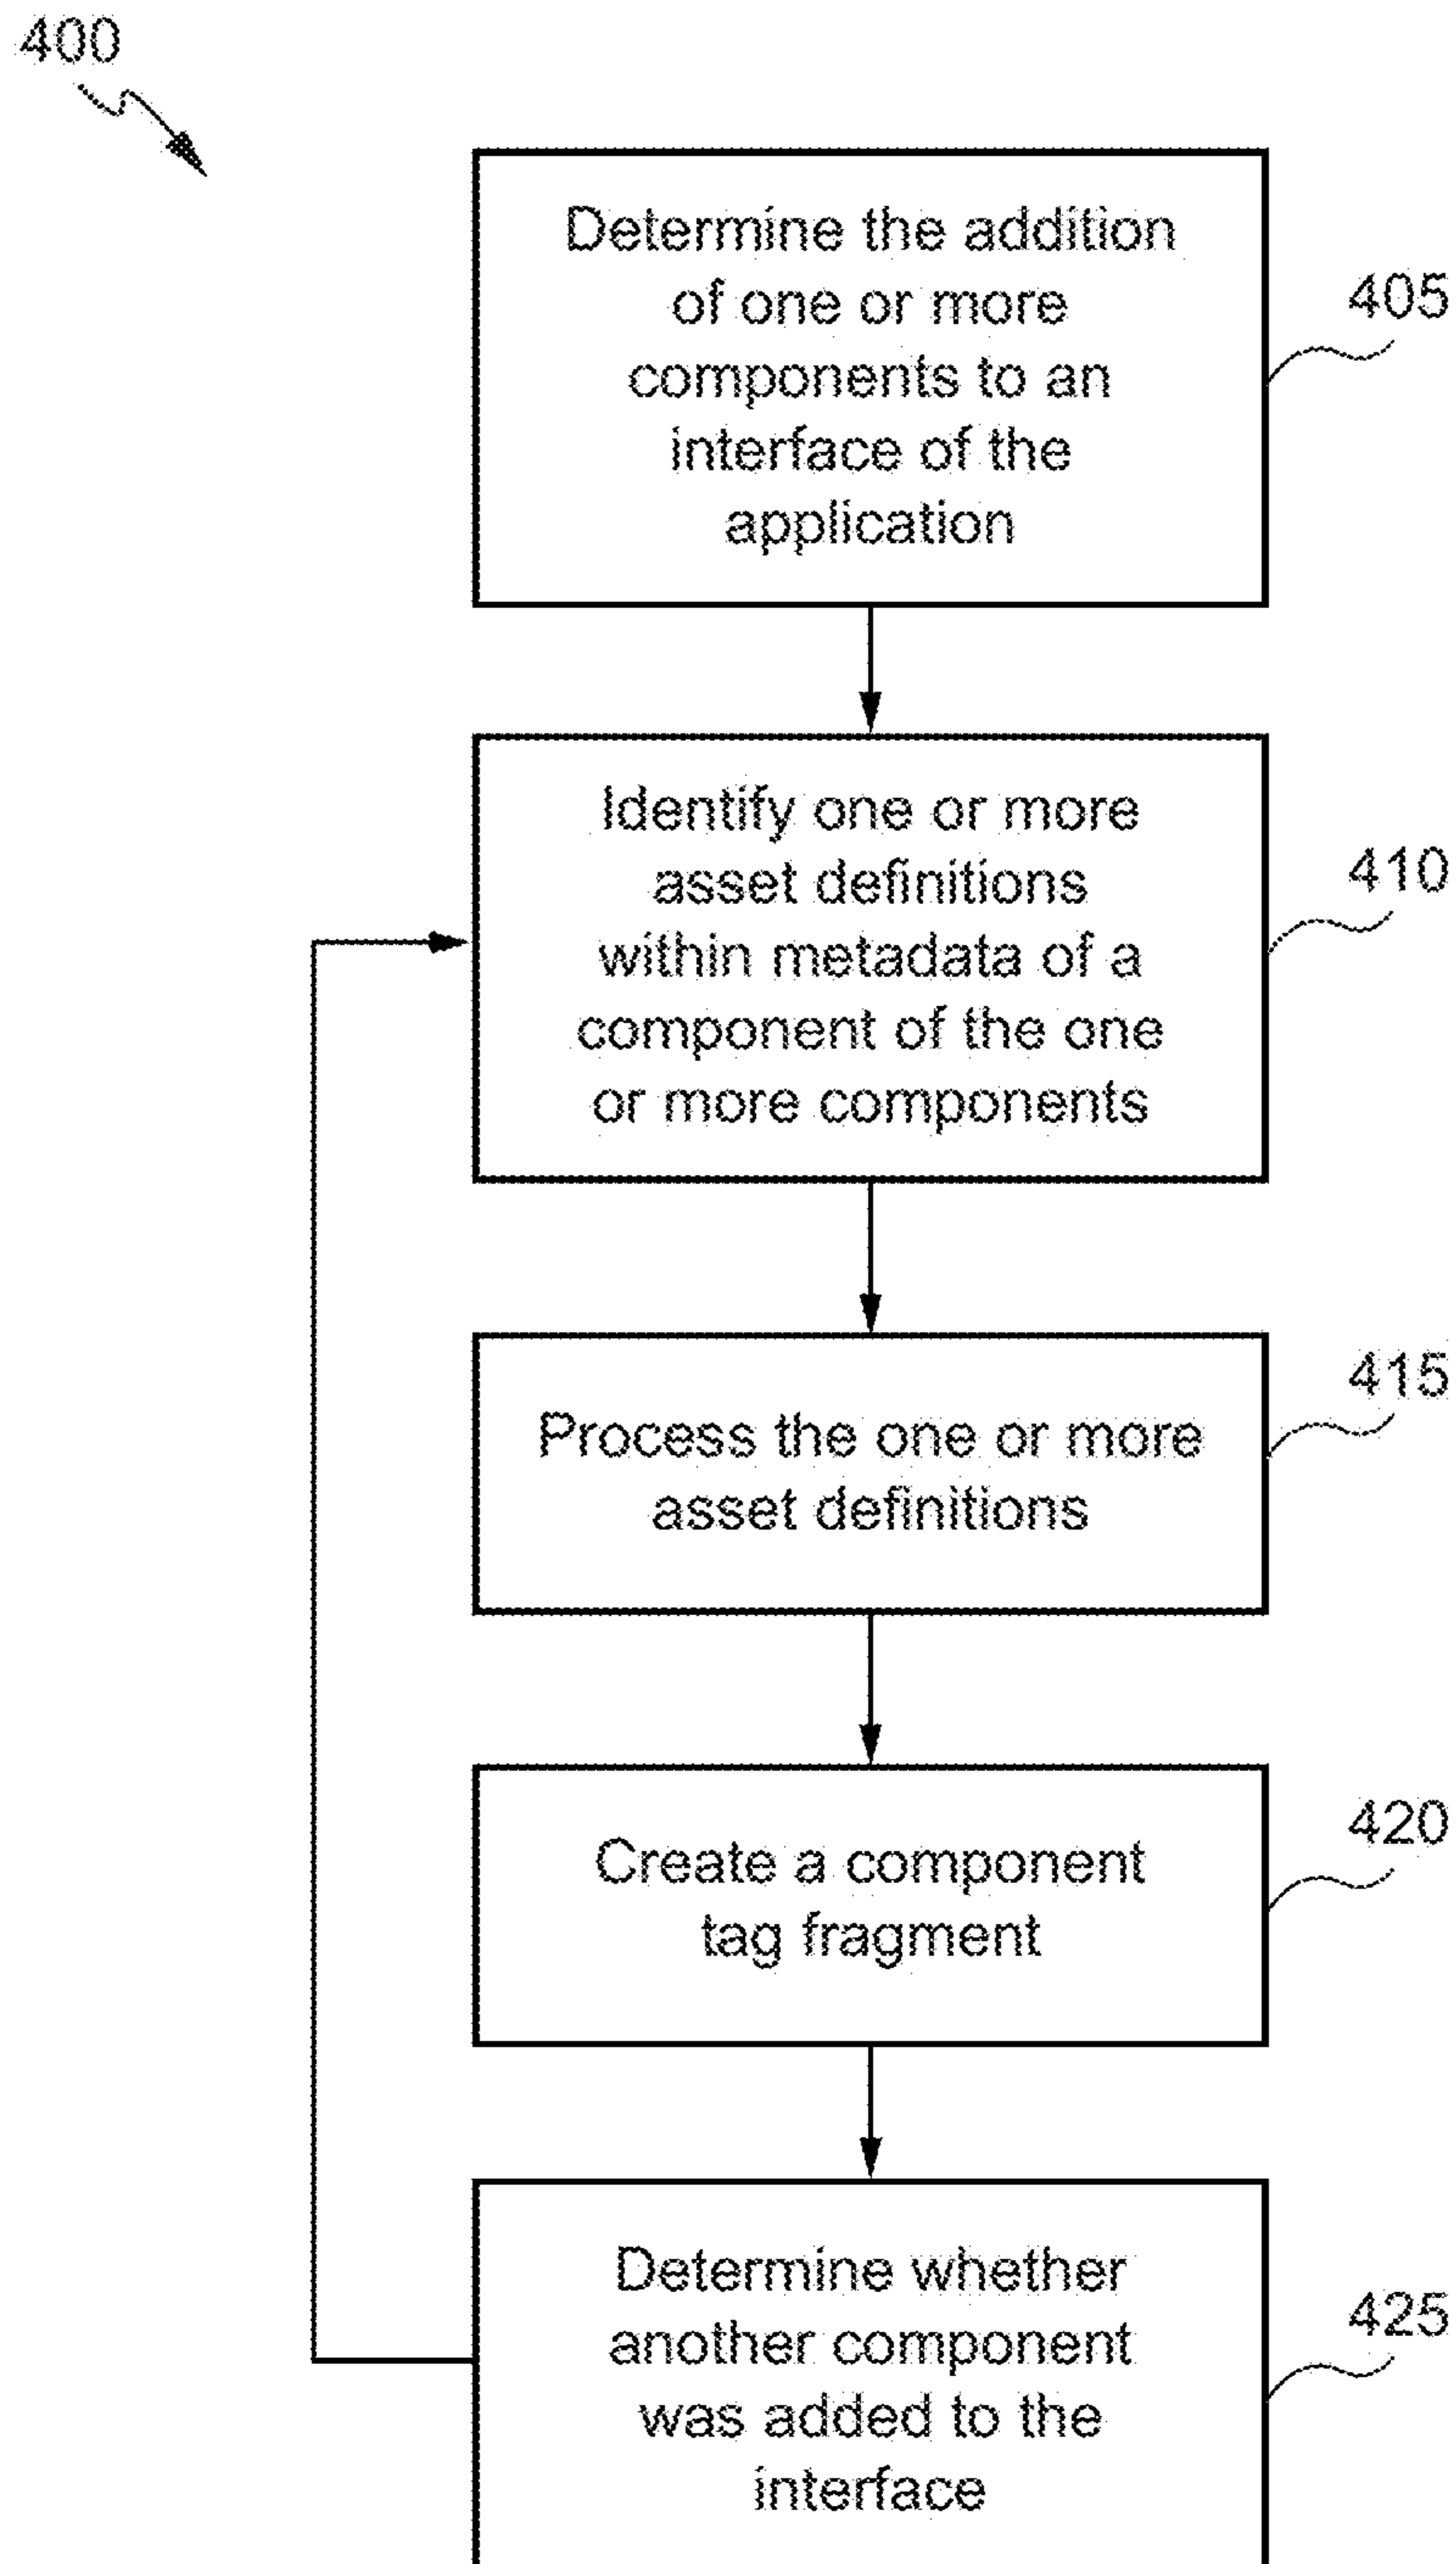 400
Determine the addition
of one or more
components to an
interface of the
application
405
Identify one or more
asset definitions
within metadata of a
component of the one
or more components
410
Process the one or more
asset definitions
415
Create a component
tag fragment
420
Determine whether
another component
was added to the
interface
425